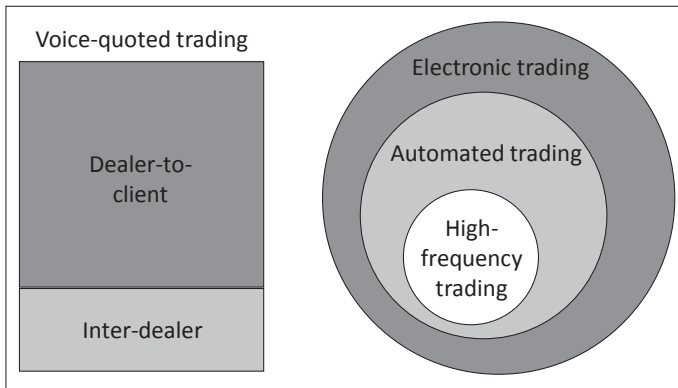 Voice-quoted trading
Dealer-to-
client
Inter-dealer
Electronic trading
Automated trading
High-
frequency
trading